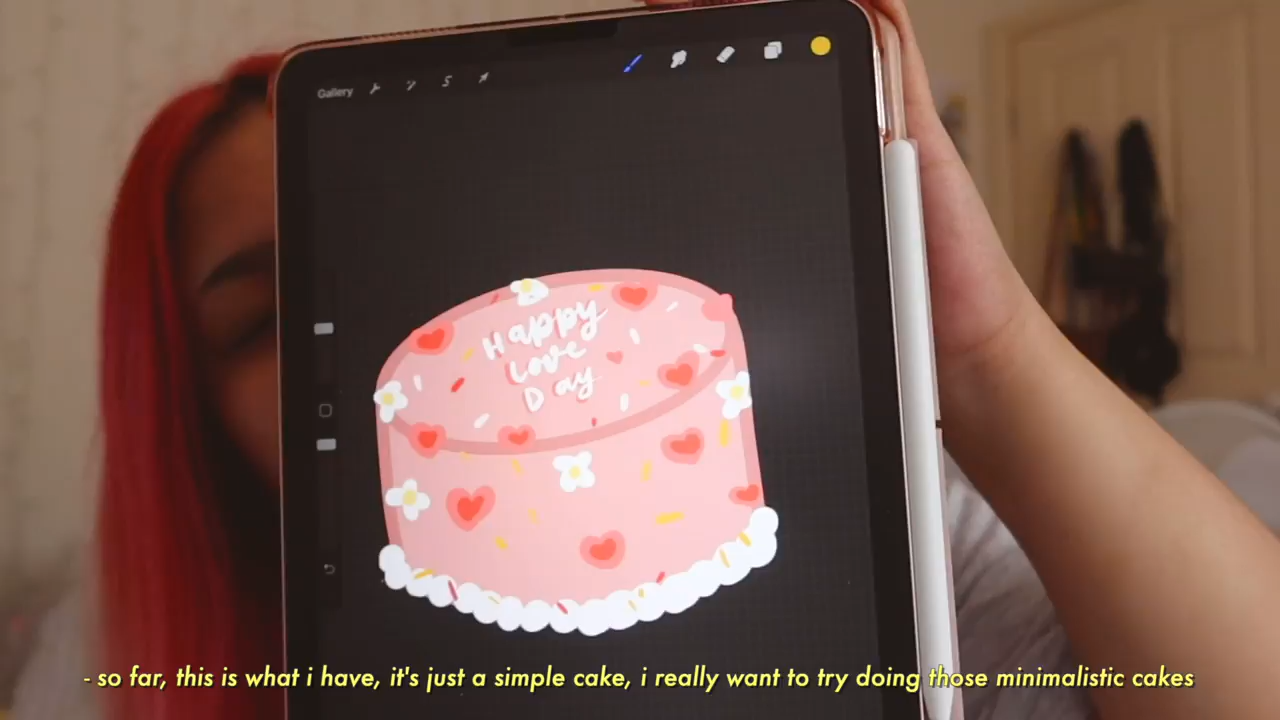 Gallery
Happy
Love
Day
- so far, this is what i have, it's just a simple cake, i really want to try doing those minimalistic cakes